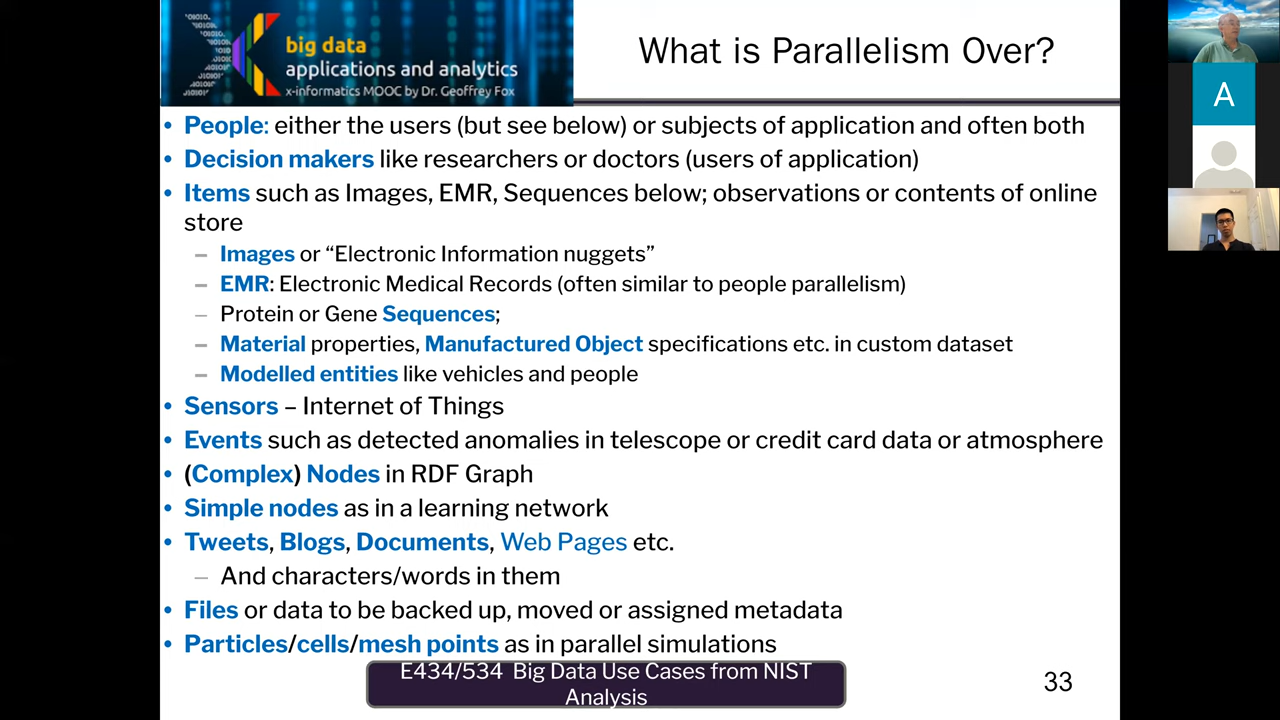 big data
applications and analytics
x-informatics MOOC by Dr. Geoffrey Fox
What is Parallelism Over?
• People: either the users (but see below) or subjects of application and often both
• Decision makers like researchers or doctors (users of application)
• Items such as Images, EMR, Sequences below; observations or contents of online
store
– Images or “Electronic Information nuggets”
– EMR: Electronic Medical Records (often similar to people parallelism)
– Protein or Gene Sequences;
– Material properties, Manufactured Object specifications etc. in custom dataset
– Modelled entities like vehicles and people
• Sensors – Internet of Things
• Events such as detected anomalies in telescope or credit card data or atmosphere
• (Complex) Nodes in RDF Graph
• Simple nodes as in a learning network
• Tweets, Blogs, Documents, Web Pages etc.
– And characters/words in them
• Files or data to be backed up, moved or assigned metadata
• Particles/cells/mesh points as in parallel simulations
E434/534 Big Data Use Cases from NIST
Analysis
33
A